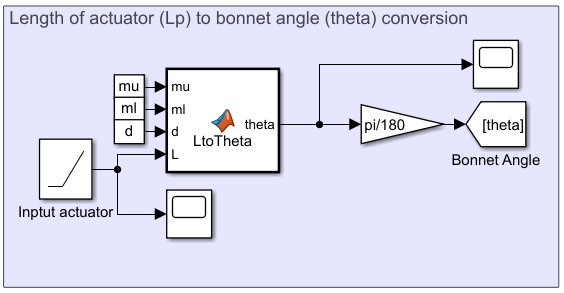 Length of actuator (Lp) to bonnet angle (theta) conversion
mu
ml
d
mu
ml
d
L
theta
LtoTheta
pi/180
[theta]
Bonnet Angle
Intput actuator